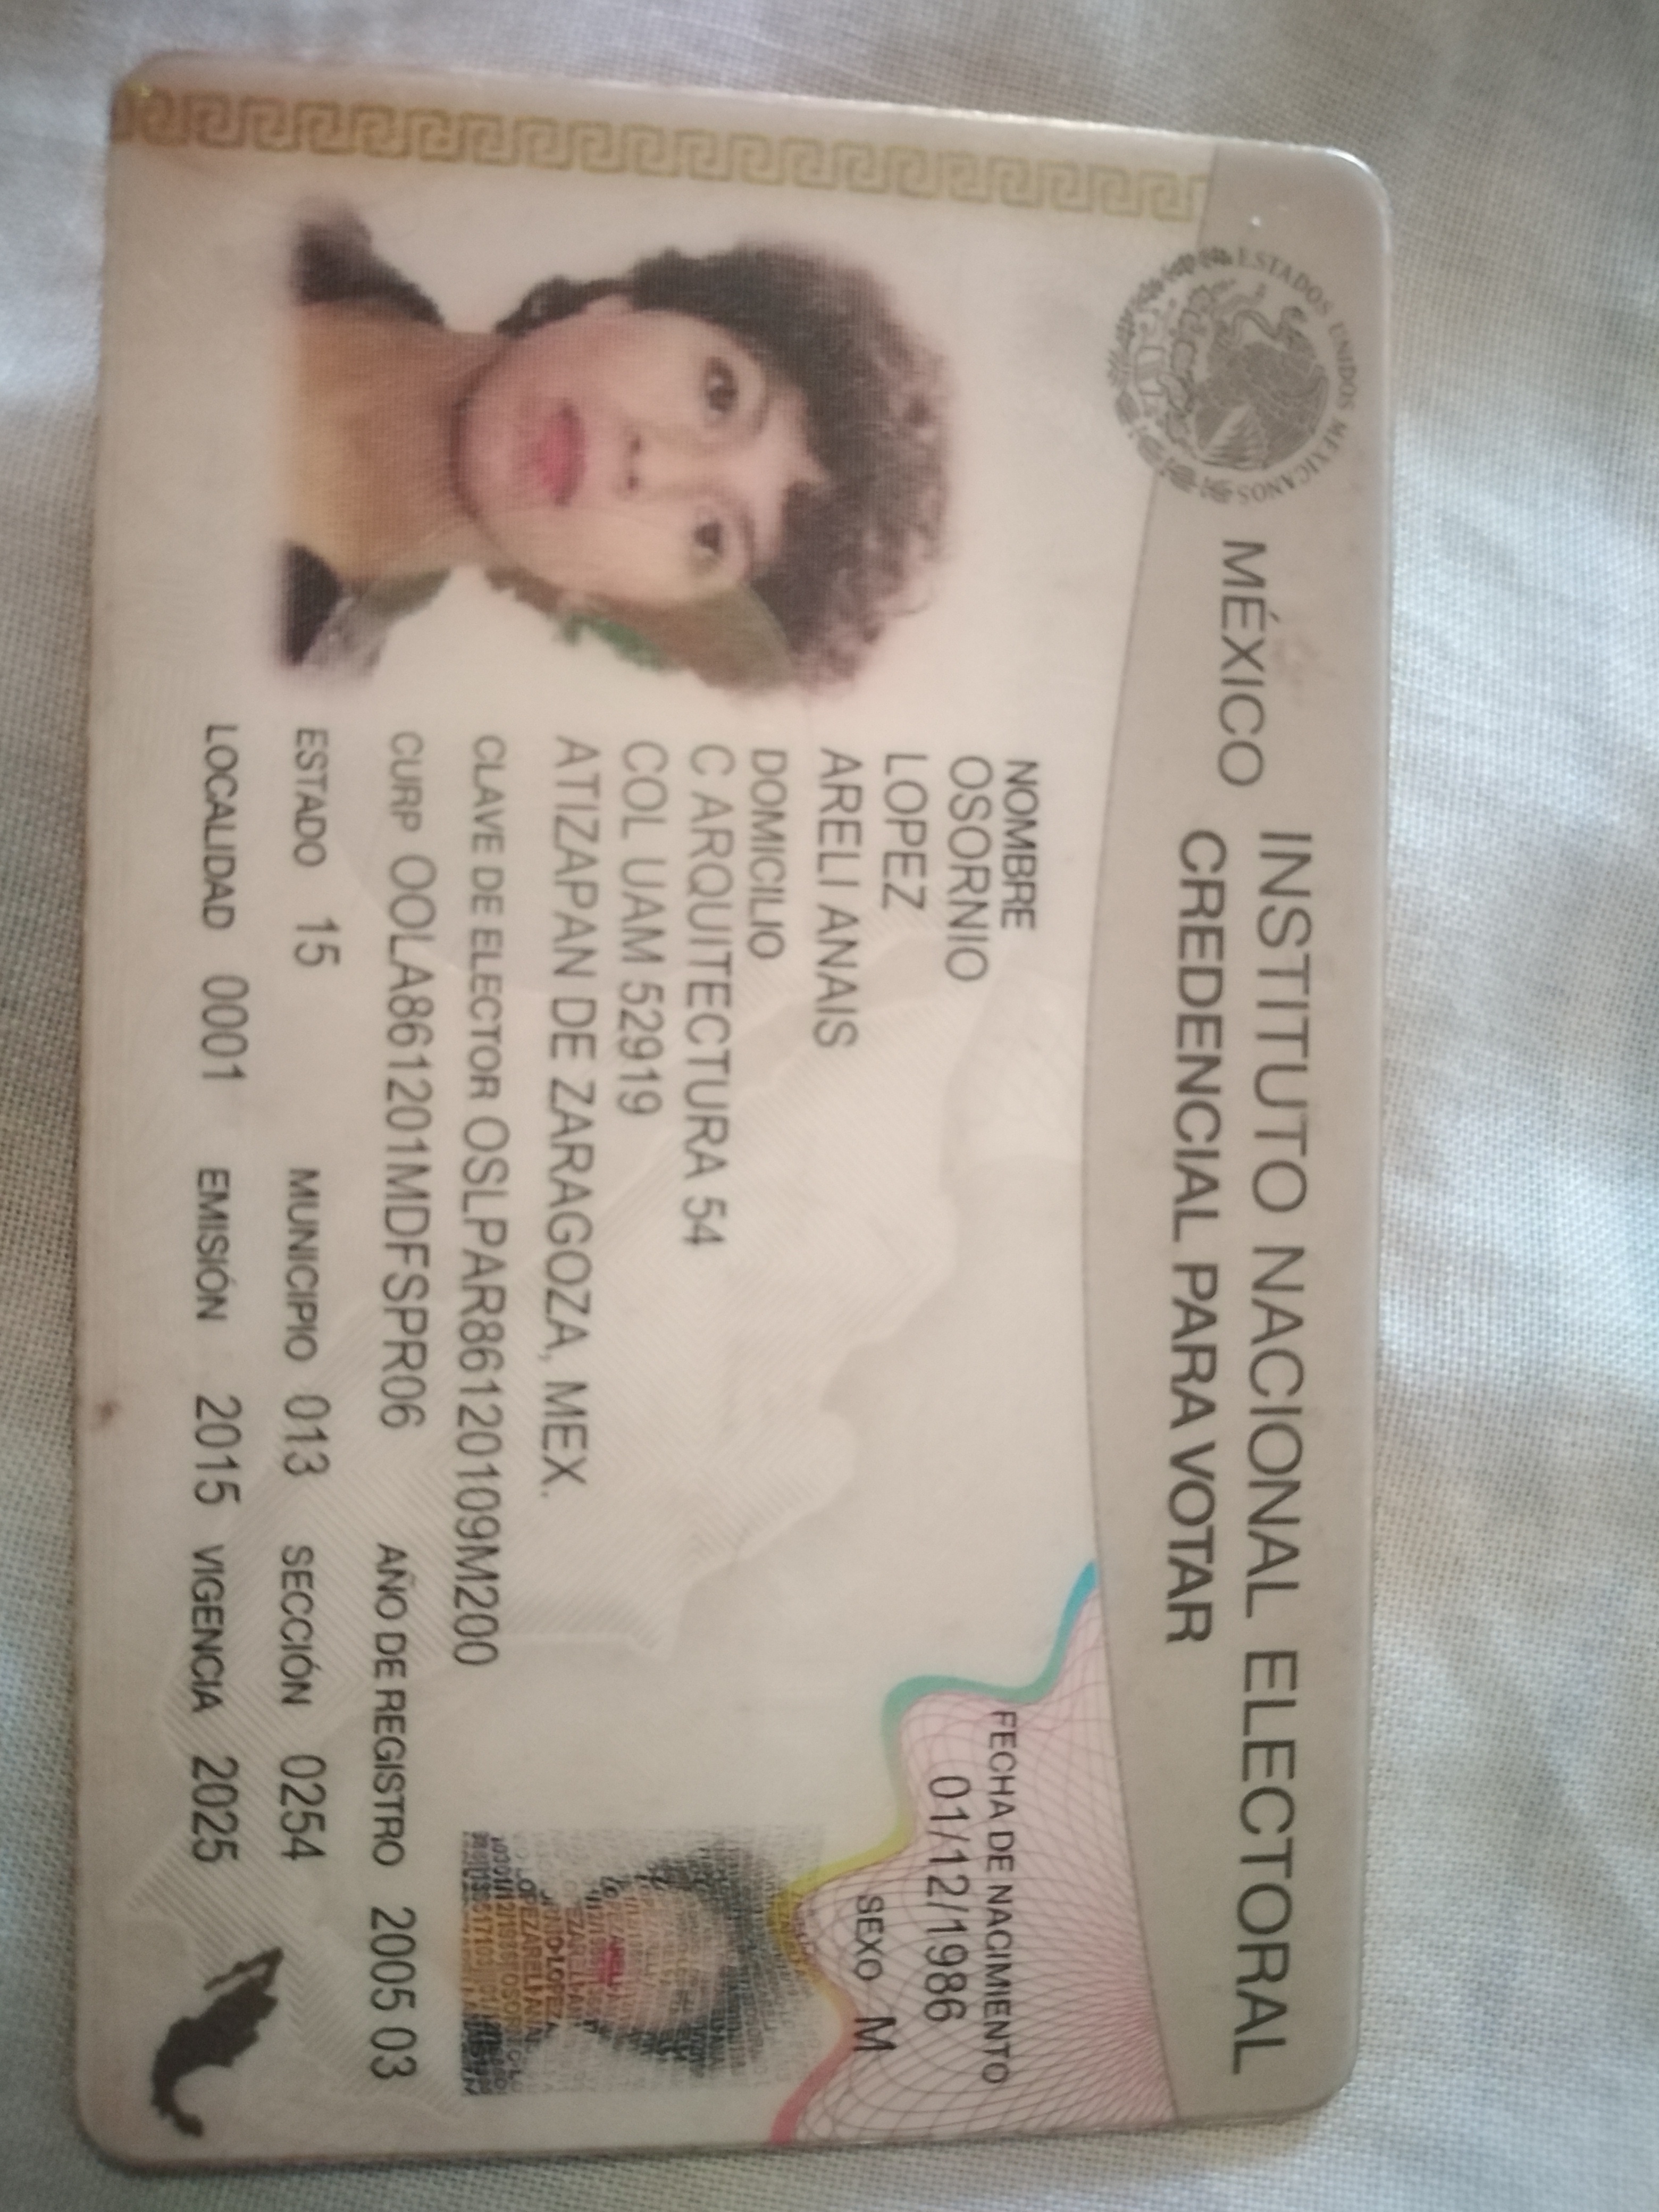 ESTADOS UNIDOS MEXICANOS
MÉXICO INSTITUTO NACIONAL ELECTORAL
CREDENCIAL PARA VOTAR
NOMBRE
OSORNIO
LOPEZ
ARELI ANAIS
FECHA DE NACIMIENTO
01/12/1986
SEXO M
DOMICILIO
C ARQUITECTURA 54
COL UAM 52919
ATIZAPAN DE ZARAGOZA, MEX.
CLAVE DE ELECTOR OSLPAR86120109M200
CURP OOLA861201MDFSPR06 AÑO DE REGISTRO 2005 03
ESTADO 15 MUNICIPIO 013 SECCIÓN 0254
LOCALIDAD 0001 EMISIÓN 2015 VIGENCIA 2025